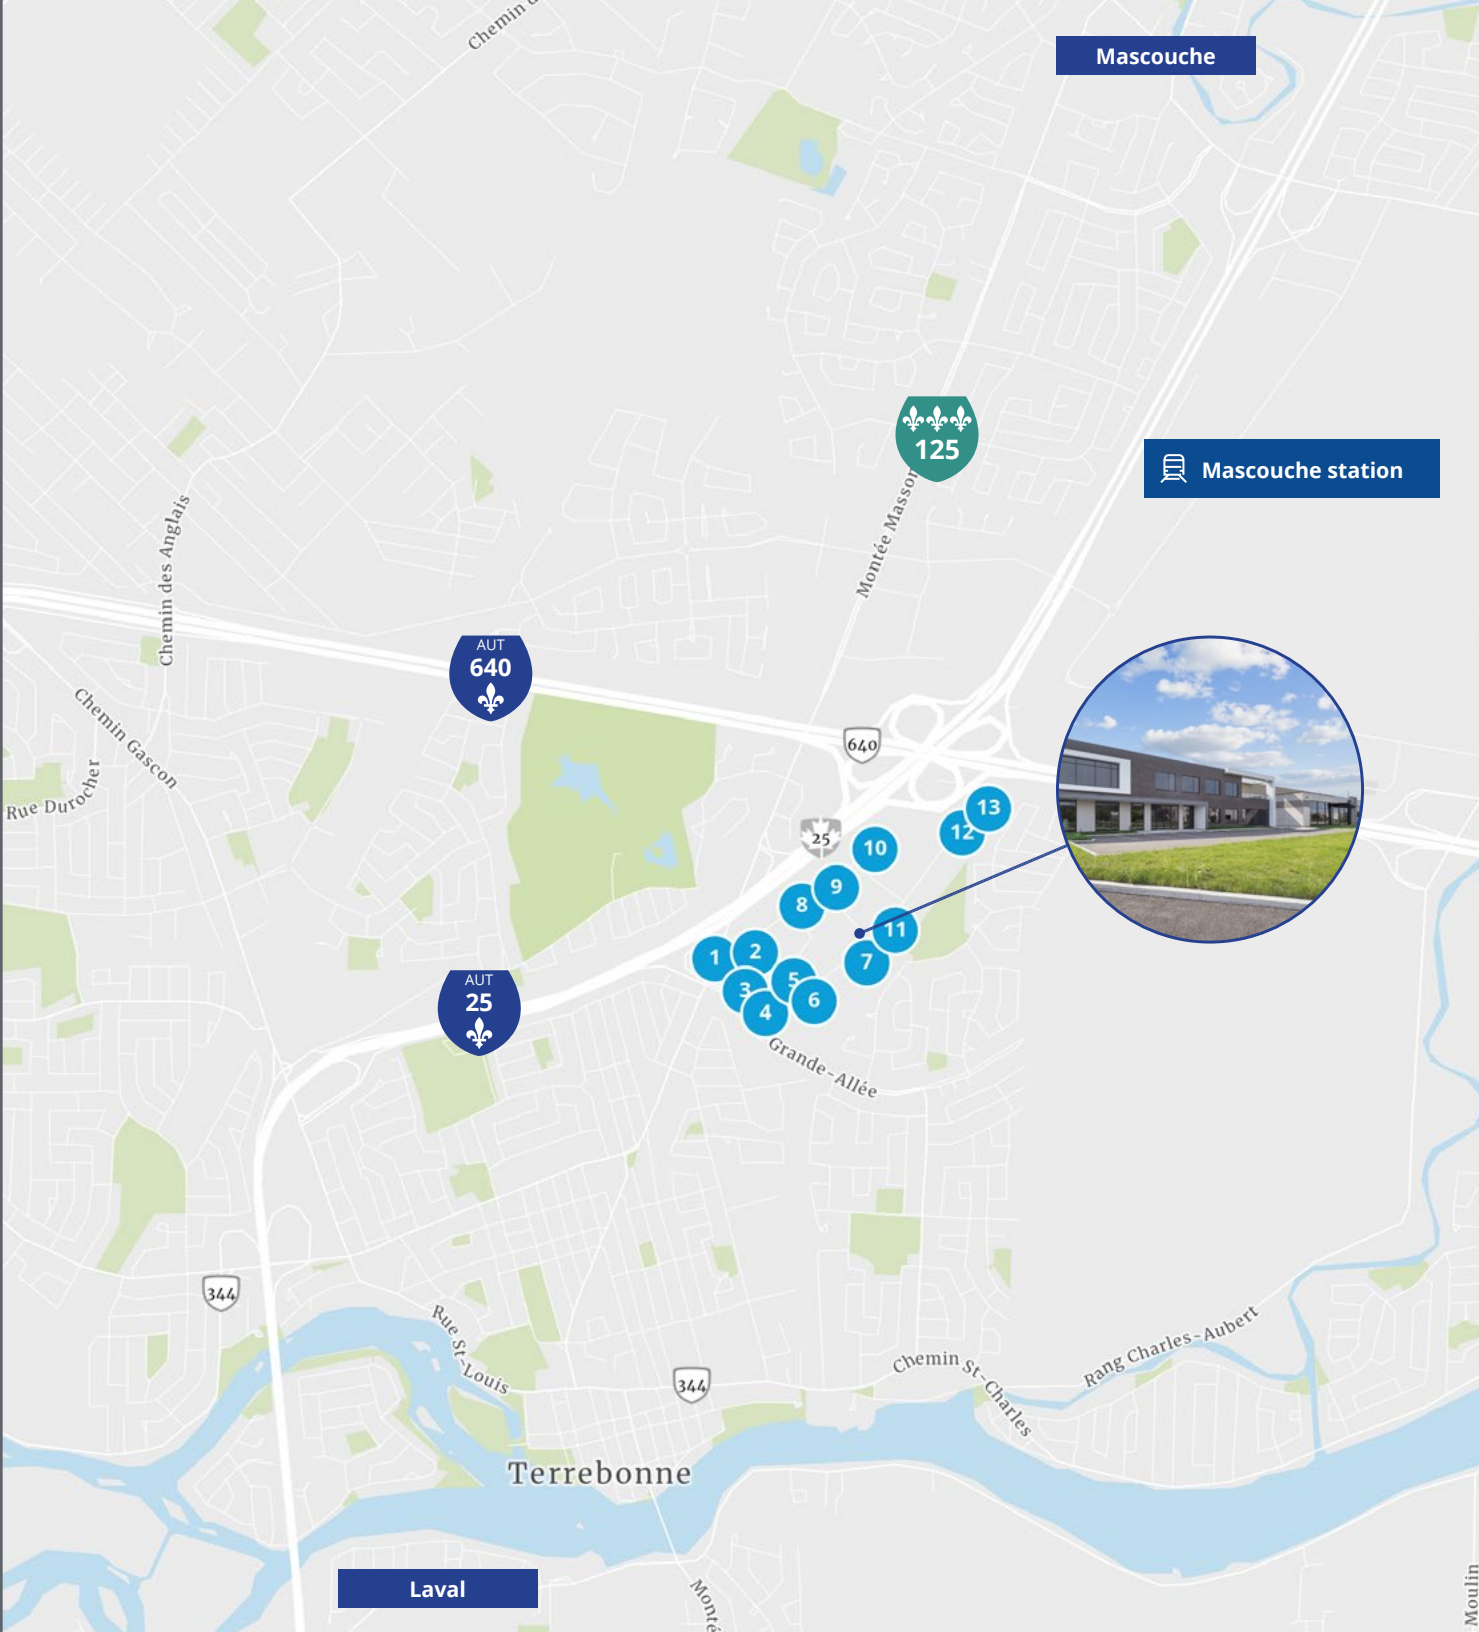 Chemin d
Mascouche
125
Montée Masson
Mascouche station
Chemin des Anglais
AUT
640
Chemin Gascon
Rue Durocher
640
25
13
12
10
9
8
11
1
2
7
5
3
6
4
AUT
25
Grande-Allée
344
Rue St-Louis
344
Chemin St-Charles
Rang Charles-Aubert
Terrebonne
Laval
Monté
Moulin